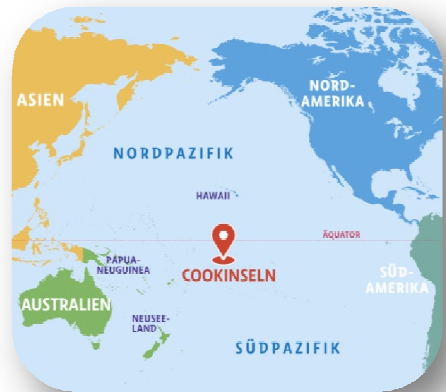 ASIEN
NORD-
AMERIKA
NORDPAZIFIK
HAWAII
ÄQUATOR
PAPUA-
NEUGUINEA
COOKINSELN
SÜD-
AMERIKA
AUSTRALIEN
NEUSEE-
LAND
SÜDPAZIFIK